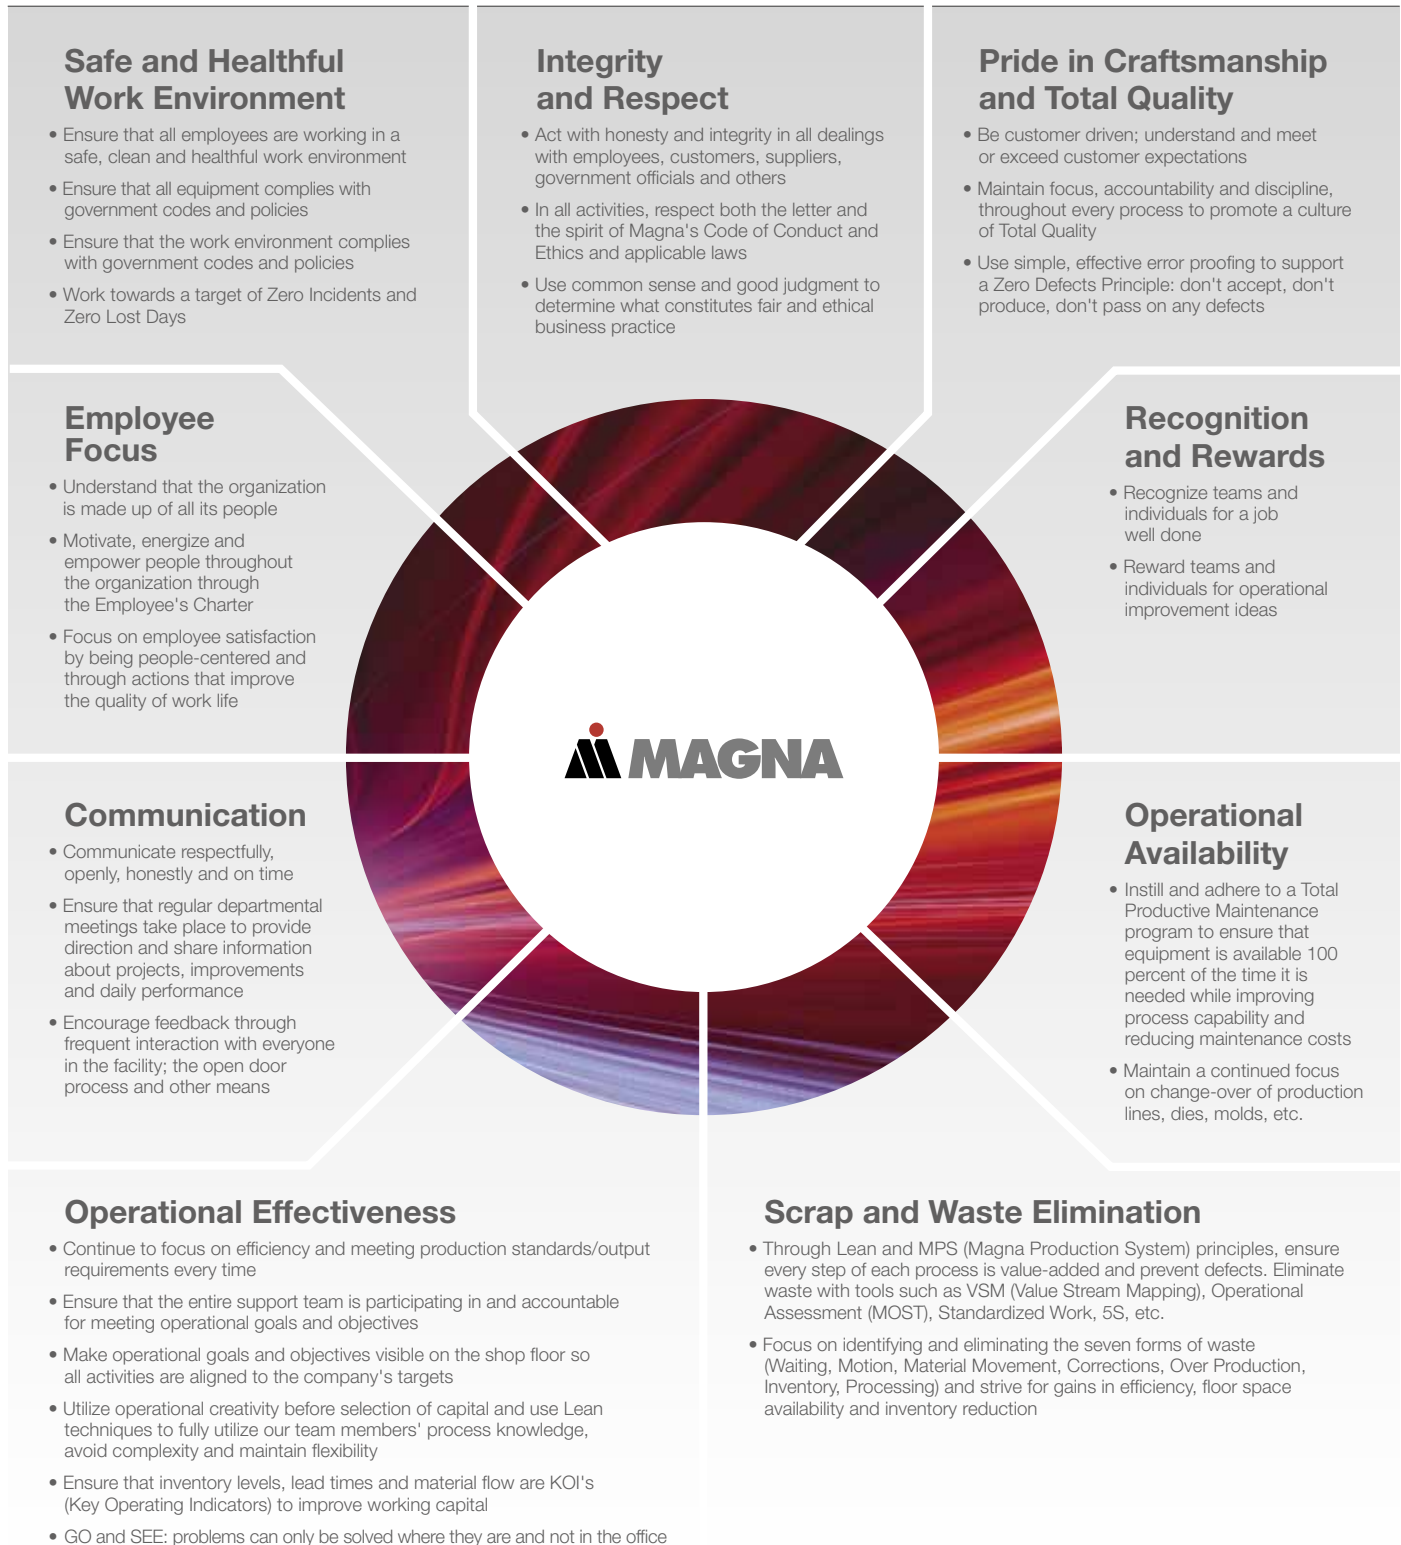 Safe and Healthful
Work Environment
• Ensure that all employees are working in a
safe, clean and healthful work environment
• Ensure that all equipment complies with
government codes and policies
• Ensure that the work environment complies
with government codes and policies
• Work towards a target of Zero Incidents and
Zero Lost Days
Integrity
and Respect
• Act with honesty and integrity in all dealings
with employees, customers, suppliers,
government officials and others
• In all activities, respect both the letter and
the spirit of Magna's Code of Conduct and
Ethics and applicable laws
• Use common sense and good judgment to
determine what constitutes fair and ethical
business practice
Pride in Craftsmanship
and Total Quality
• Be customer driven; understand and meet
or exceed customer expectations
• Maintain focus, accountability and discipline,
throughout every process to promote a culture
of Total Quality
• Use simple, effective error proofing to support
a Zero Defects Principle: don't accept, don't
produce, don't pass on any defects
Employee
Focus
• Understand that the organization
is made up of all its people
• Motivate, energize and
empower people throughout
the organization through
the Employee's Charter
• Focus on employee satisfaction
by being people-centered and
through actions that improve
the quality of work life
Recognition
and Rewards
• Recognize teams and
individuals for a job
well done
• Reward teams and
individuals for operational
improvement ideas
MAGNA
Communication
• Communicate respectfully,
openly, honestly and on time
• Ensure that regular departmental
meetings take place to provide
direction and share information
about projects, improvements
and daily performance
• Encourage feedback through
frequent interaction with everyone
in the facility; the open door
process and other means
Operational
Availability
• Instill and adhere to a Total
Productive Maintenance
program to ensure that
equipment is available 100
percent of the time it is
needed while improving
process capability and
reducing maintenance costs
• Maintain a continued focus
on change-over of production
lines, dies, molds, etc.
Operational Effectiveness
• Continue to focus on efficiency and meeting production standards/output
requirements every time
• Ensure that the entire support team is participating in and accountable
for meeting operational goals and objectives
• Make operational goals and objectives visible on the shop floor so
all activities are aligned to the company's targets
• Utilize operational creativity before selection of capital and use Lean
techniques to fully utilize our team members' process knowledge,
avoid complexity and maintain flexibility
• Ensure that inventory levels, lead times and material flow are KOI's
(Key Operating Indicators) to improve working capital
• GO and SEE: problems can only be solved where they are and not in the office
Scrap and Waste Elimination
• Through Lean and MPS (Magna Production System) principles, ensure
every step of each process is value-added and prevent defects. Eliminate
waste with tools such as VSM (Value Stream Mapping), Operational
Assessment (MOST), Standardized Work, 5S, etc.
• Focus on identifying and eliminating the seven forms of waste
(Waiting, Motion, Material Movement, Corrections, Over Production,
Inventory, Processing) and strive for gains in efficiency, floor space
availability and inventory reduction